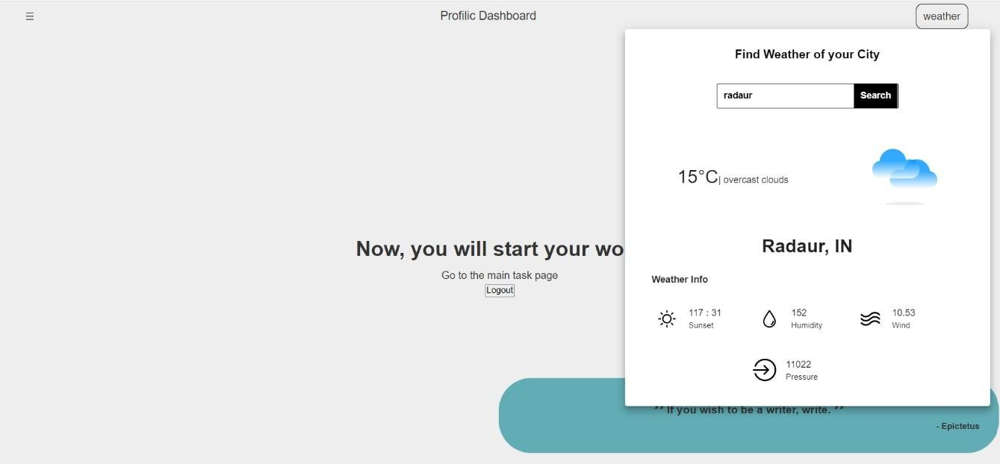 ☰ Profilic Dashboard weather
Find Weather of your City
radaur Search
15°C| overcast clouds
Now, you will start your wo
Go to the main task page
Logout
Radaur, IN
Weather Info
117 : 31
Sunset
152
Humidity
10.53
Wind
11022
Pressure
” If you wish to be a writer, write. ”
- Epictetus